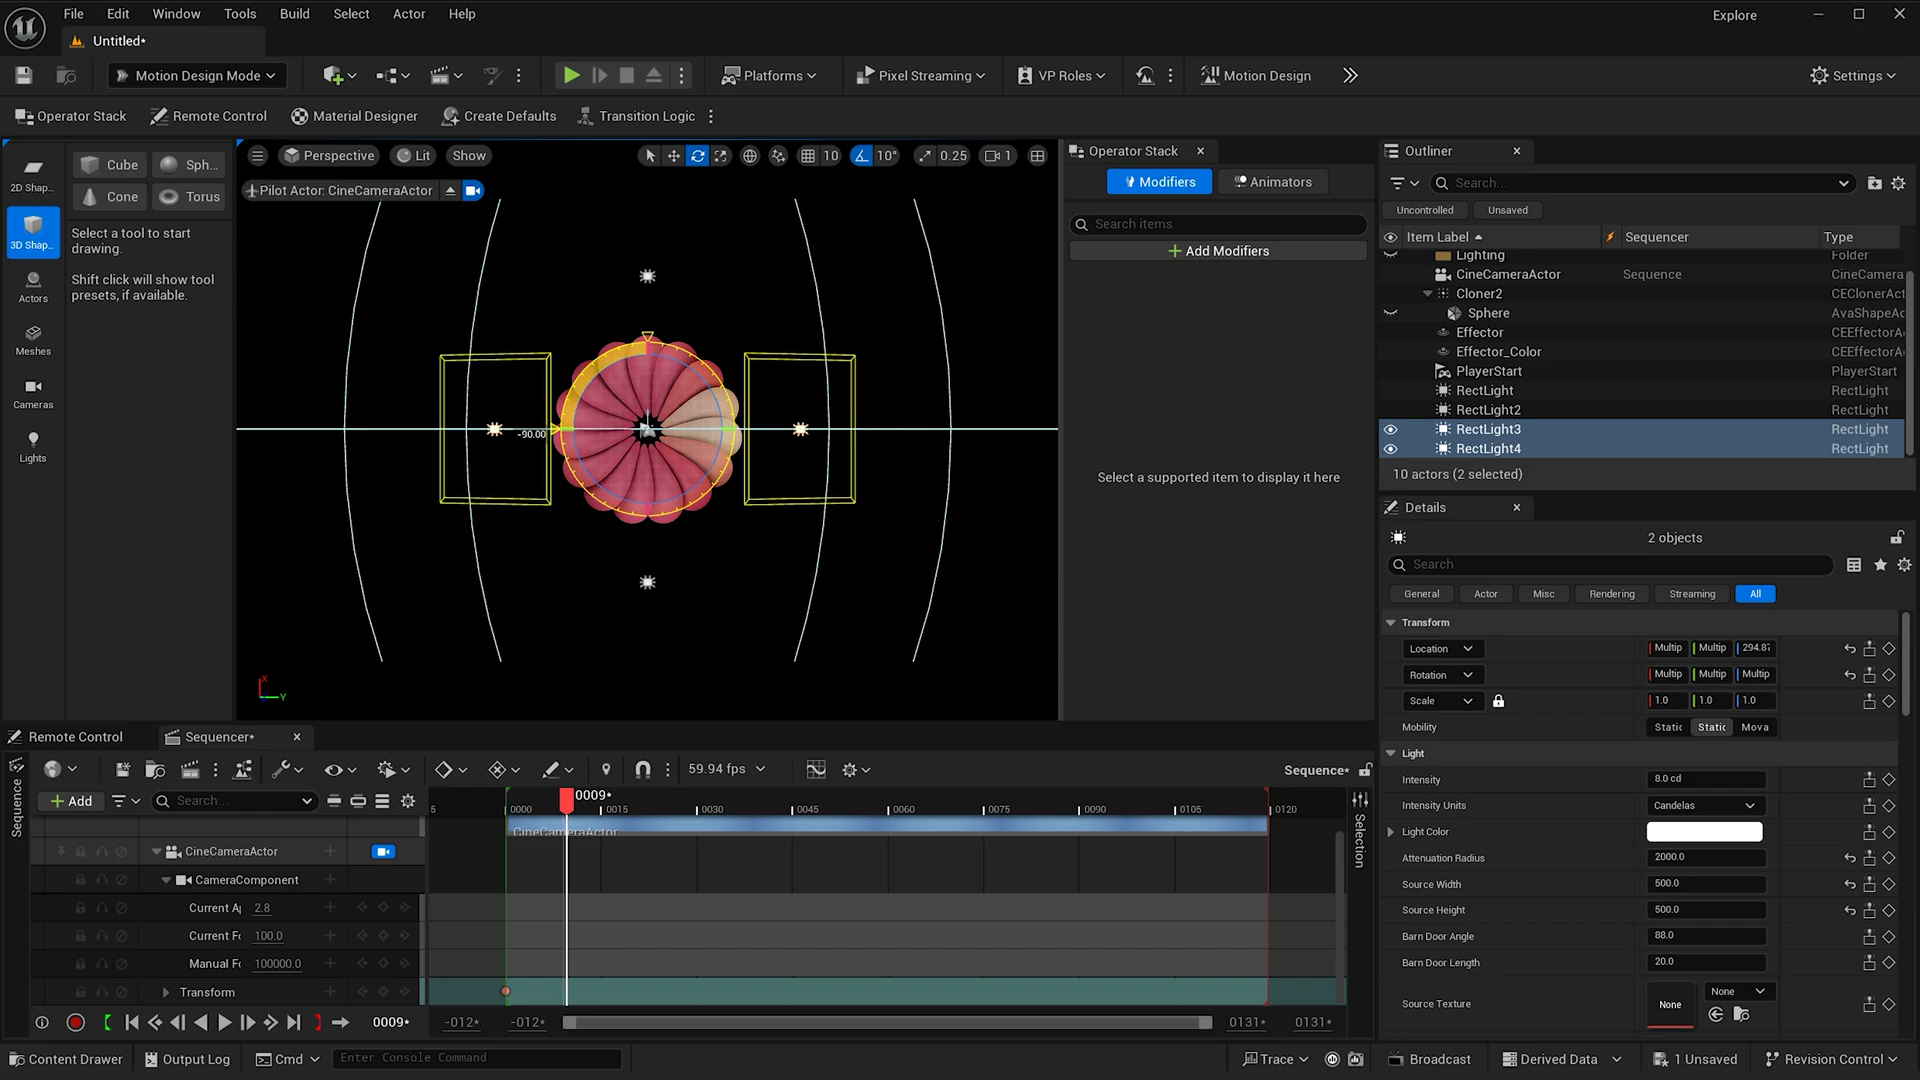 File Edit Window Tools Build Select Actor Help Explore
Untitled*
Motion Design Mode Platforms Pixel Streaming VP Roles Motion Design Settings
Operator Stack Remote Control Material Designer Create Defaults Transition Logic
2D Shap...
3D Shap...
Actors
Meshes
Cameras
Lights
Cube Sph...
Cone Torus
Select a tool to start
drawing.
Shift click will show tool
presets, if available.
Perspective Lit Show 10 10° 0.25 1
Pilot Actor: CineCameraActor
-90.00
X
Y
Operator Stack
Modifiers Animators
Search items
Add Modifiers
Select a supported item to display it here
Outliner
Search...
Uncontrolled Unsaved
Item Label Sequencer Type
Lighting Folder
CineCameraActor Sequence CineCamera
Cloner2 CEClonerAct
Sphere AvaShapeAc
Effector CEEffectorA
Effector_Color CEEffectorA
PlayerStart PlayerStart
RectLight RectLight
RectLight2 RectLight
RectLight3 RectLight
RectLight4 RectLight
10 actors (2 selected)
Details
2 objects
Search
General Actor Misc Rendering Streaming All
Transform
Location Multip Multip 294.87
Rotation Multip Multip Multip
Scale 1.0 1.0 1.0
Mobility Static Static Mova
Light
Intensity 8.0 cd
Intensity Units Candelas
Light Color
Attenuation Radius 2000.0
Source Width 500.0
Source Height 500.0
Barn Door Angle 88.0
Barn Door Length 20.0
Source Texture None None
Remote Control Sequencer*
59.94 fps Sequence*
Add Search...
0009*
5 0000 0015 0030 0045 0060 0075 0090 0105 0120
CineCameraActor
Sequence
Selection
CineCameraActor
CameraComponent
Current A 2.8
Current Fo 100.0
Manual Fo 100000.0
Transform
0009* -012* -012* 0131* 0131*
Content Drawer Output Log Cmd Enter Console Command Trace Broadcast Derived Data 1 Unsaved Revision Control